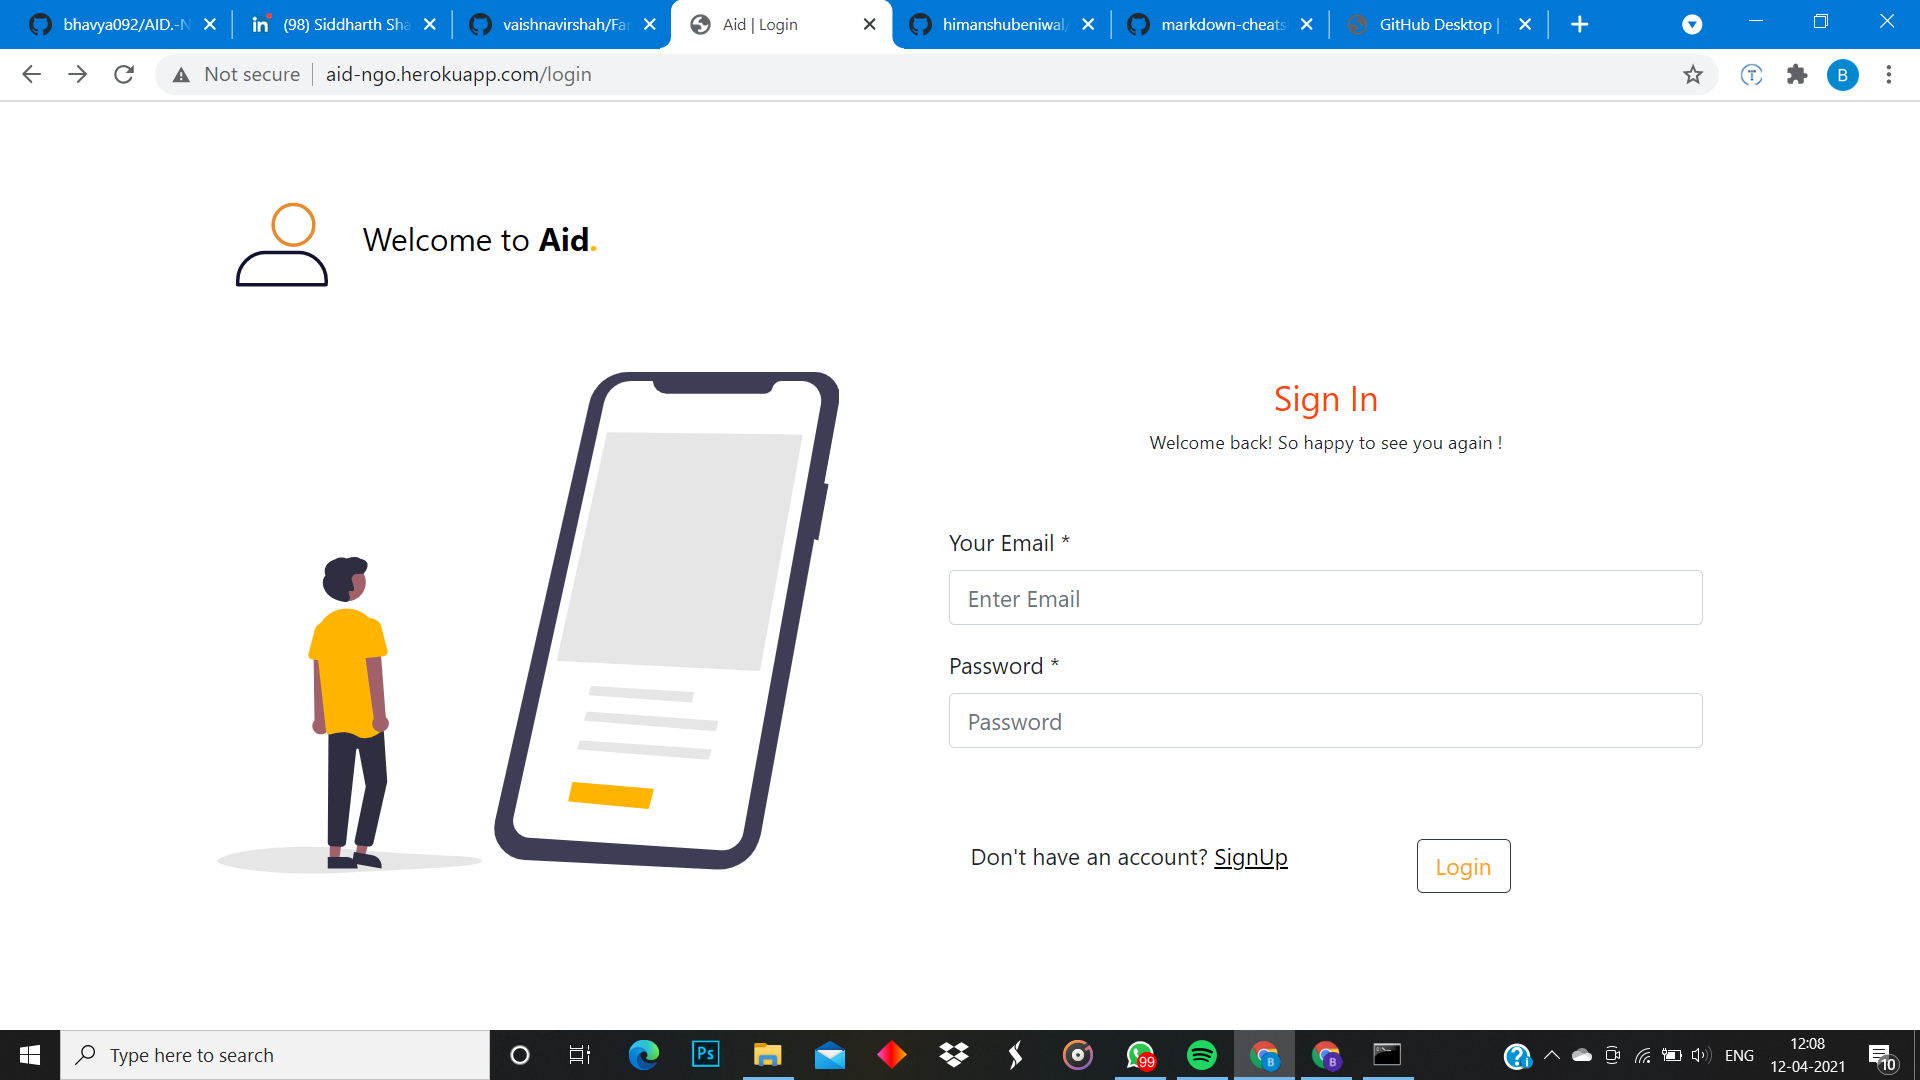 bhavya092/AID.-N
(98) Siddharth Sha
vaishnavirshah/Far
Aid | Login
himanshubeniwal/
markdown-cheats
GitHub Desktop |
Not secure
aid-ngo.herokuapp.com/login
B
Welcome to Aid.
Sign In
Welcome back! So happy to see you again !
Your Email *
Enter Email
Password *
Password
Don't have an account? SignUp
Login
Type here to search
Ps
99
B
B
ENG
12:08
12-04-2021
10